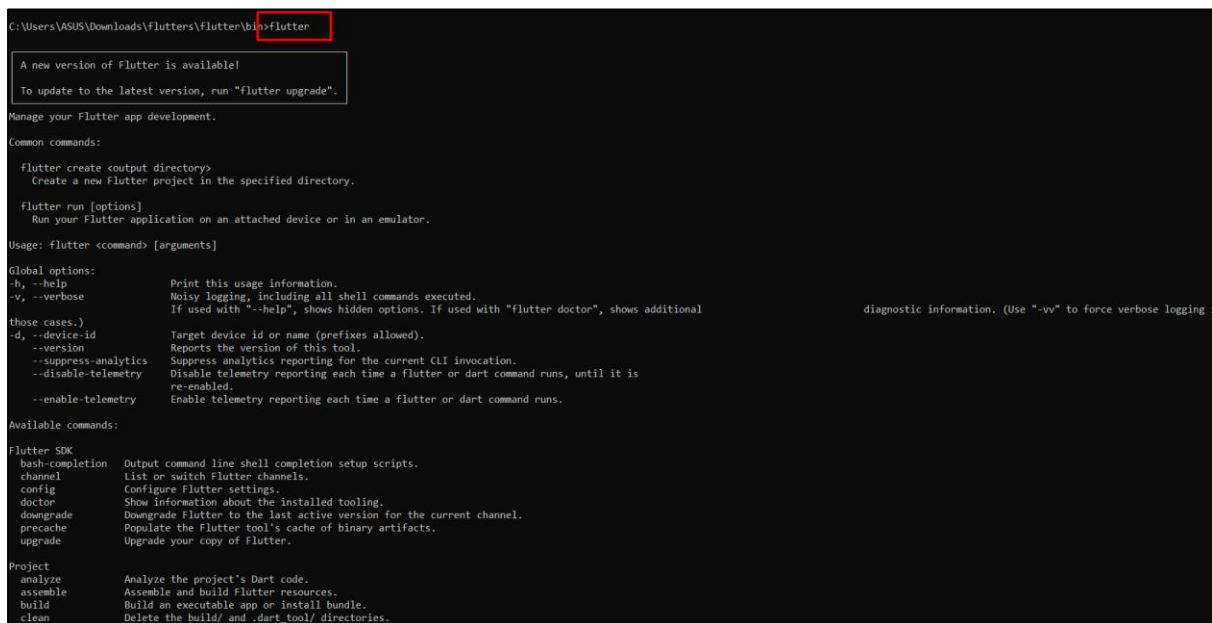 C:\Users\ASUS\Downloads\flutters\flutter\bin>flutter
A new version of Flutter is available!
To update to the latest version, run "flutter upgrade".
Manage your Flutter app development.
Common commands:
flutter create <output directory>
Create a new Flutter project in the specified directory.
flutter run [options]
Run your Flutter application on an attached device or in an emulator.
Usage: flutter <command> [arguments]
Global options:
-h, --help Print this usage information.
-v, --verbose Noisy logging, including all shell commands executed.
If used with "--help", shows hidden options. If used with "flutter doctor", shows additional diagnostic information. (Use "-vv" to force verbose logging
those cases.)
-d, --device-id Target device id or name (prefixes allowed).
--version Reports the version of this tool.
--suppress-analytics Suppress analytics reporting for the current CLI invocation.
--disable-telemetry Disable telemetry reporting each time a flutter or dart command runs, until it is
re-enabled.
--enable-telemetry Enable telemetry reporting each time a flutter or dart command runs.
Available commands:
Flutter SDK
bash-completion Output command line shell completion setup scripts.
channel List or switch Flutter channels.
config Configure Flutter settings.
doctor Show information about the installed tooling.
downgrade Downgrade Flutter to the last active version for the current channel.
precache Populate the Flutter tool's cache of binary artifacts.
upgrade Upgrade your copy of Flutter.
Project
analyze Analyze the project's Dart code.
assemble Assemble and build Flutter resources.
build Build an executable app or install bundle.
clean Delete the build/ and .dart_tool/ directories.